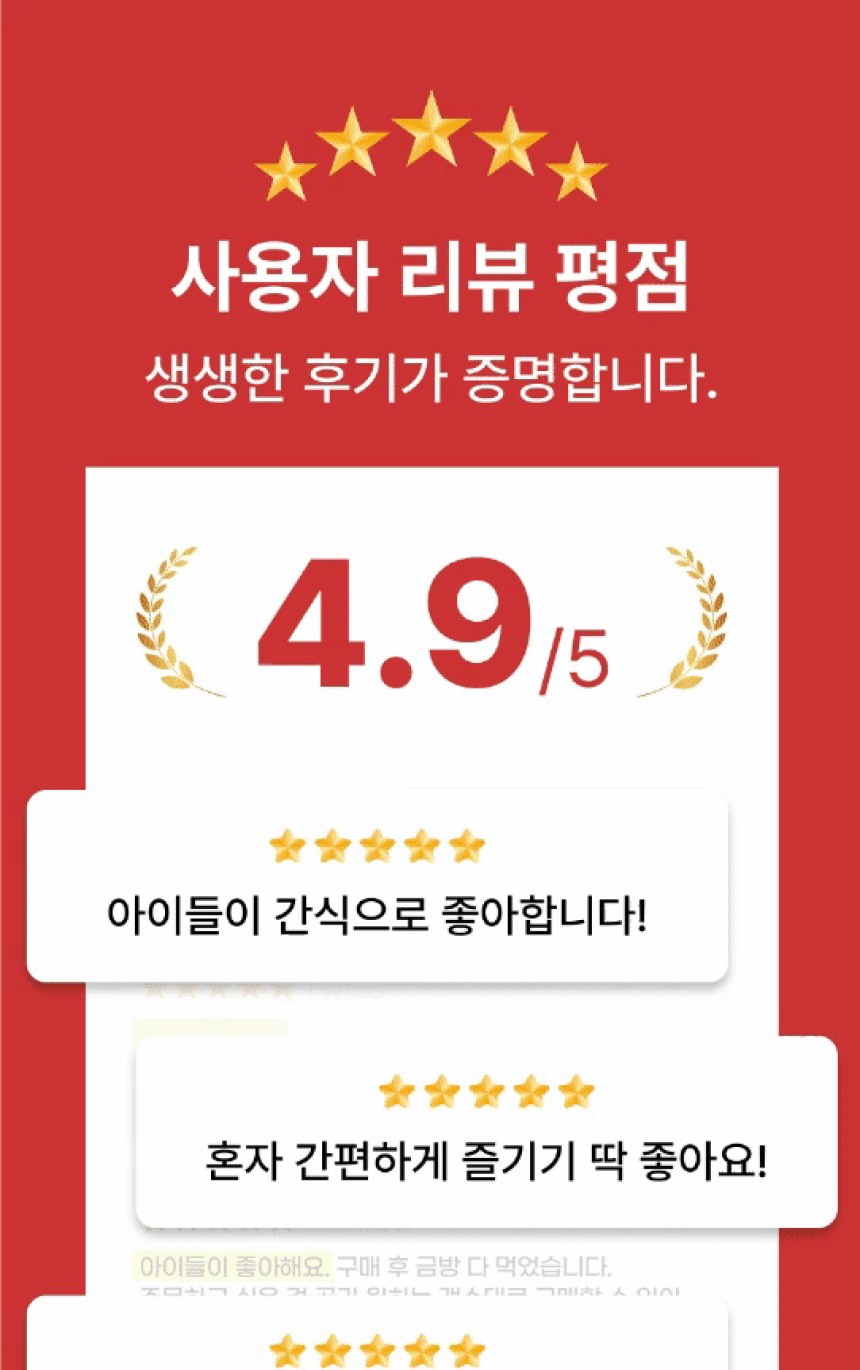 사용자 리뷰 평점
생생한 후기가 증명합니다.
4.9/5
아이들이 간식으로 좋아합니다!
혼자 간편하게 즐기기 딱 좋아요!
아이들이 좋아해요. 구매 후 금방 다 먹었습니다.